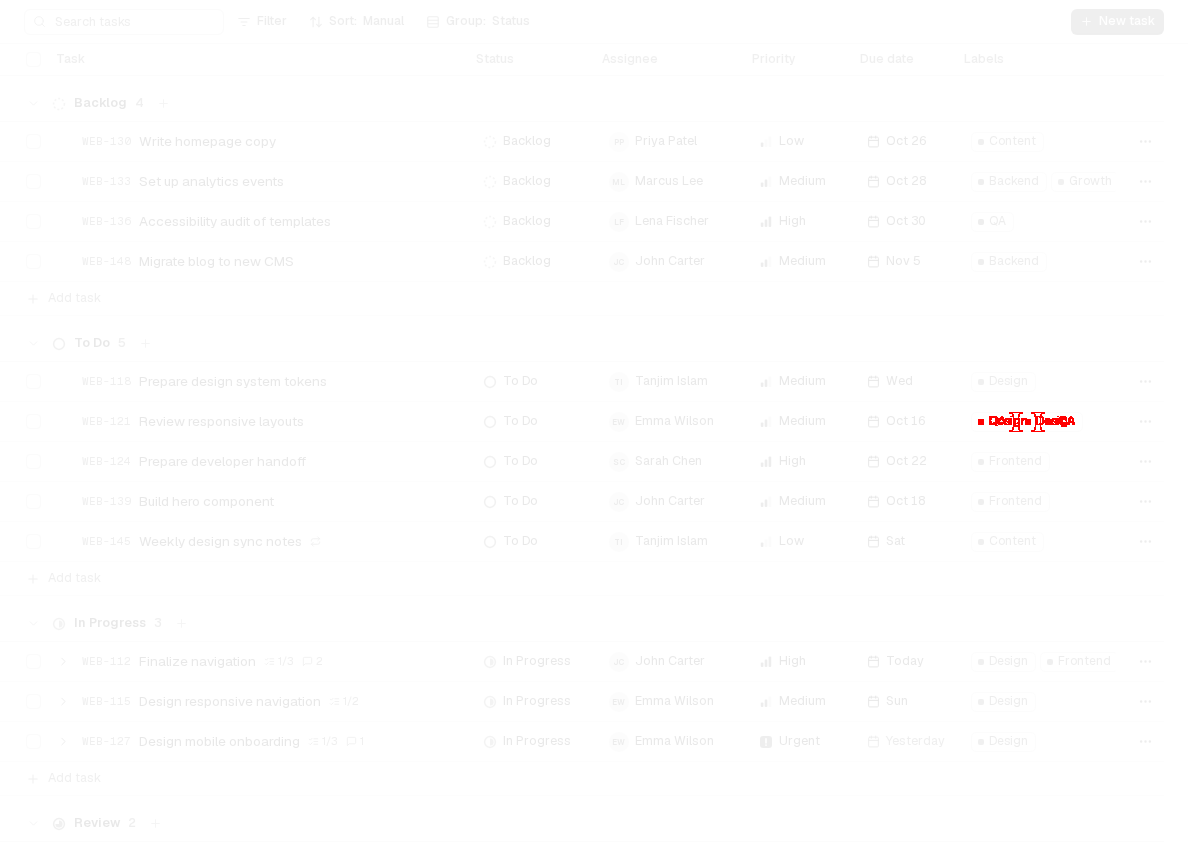 Search tasks Filter Sort: Manual Group: Status New task
Task Status Assignee Priority Due date Labels
Backlog 4
WEB-130 Write homepage copy Backlog PP Priya Patel Low Oct 26 Content
WEB-133 Set up analytics events Backlog ML Marcus Lee Medium Oct 28 Backend Growth
WEB-136 Accessibility audit of templates Backlog LF Lena Fischer High Oct 30 QA
WEB-148 Migrate blog to new CMS Backlog JC John Carter Medium Nov 5 Backend
Add task
To Do 5
WEB-118 Prepare design system tokens To Do TI Tanjim Islam Medium Wed Design
WEB-121 Review responsive layouts To Do EW Emma Wilson Medium Oct 16
WEB-124 Prepare developer handoff To Do SC Sarah Chen High Oct 22 Frontend
WEB-139 Build hero component To Do JC John Carter Medium Oct 18 Frontend
WEB-145 Weekly design sync notes To Do TI Tanjim Islam Low Sat Content
Add task
In Progress 3
WEB-112 Finalize navigation 1/3 2 In Progress JC John Carter High Today Design Frontend
WEB-115 Design responsive navigation 1/2 In Progress EW Emma Wilson Medium Sun Design
WEB-127 Design mobile onboarding 1/3 1 In Progress EW Emma Wilson Urgent Yesterday Design
Add task
Review 2